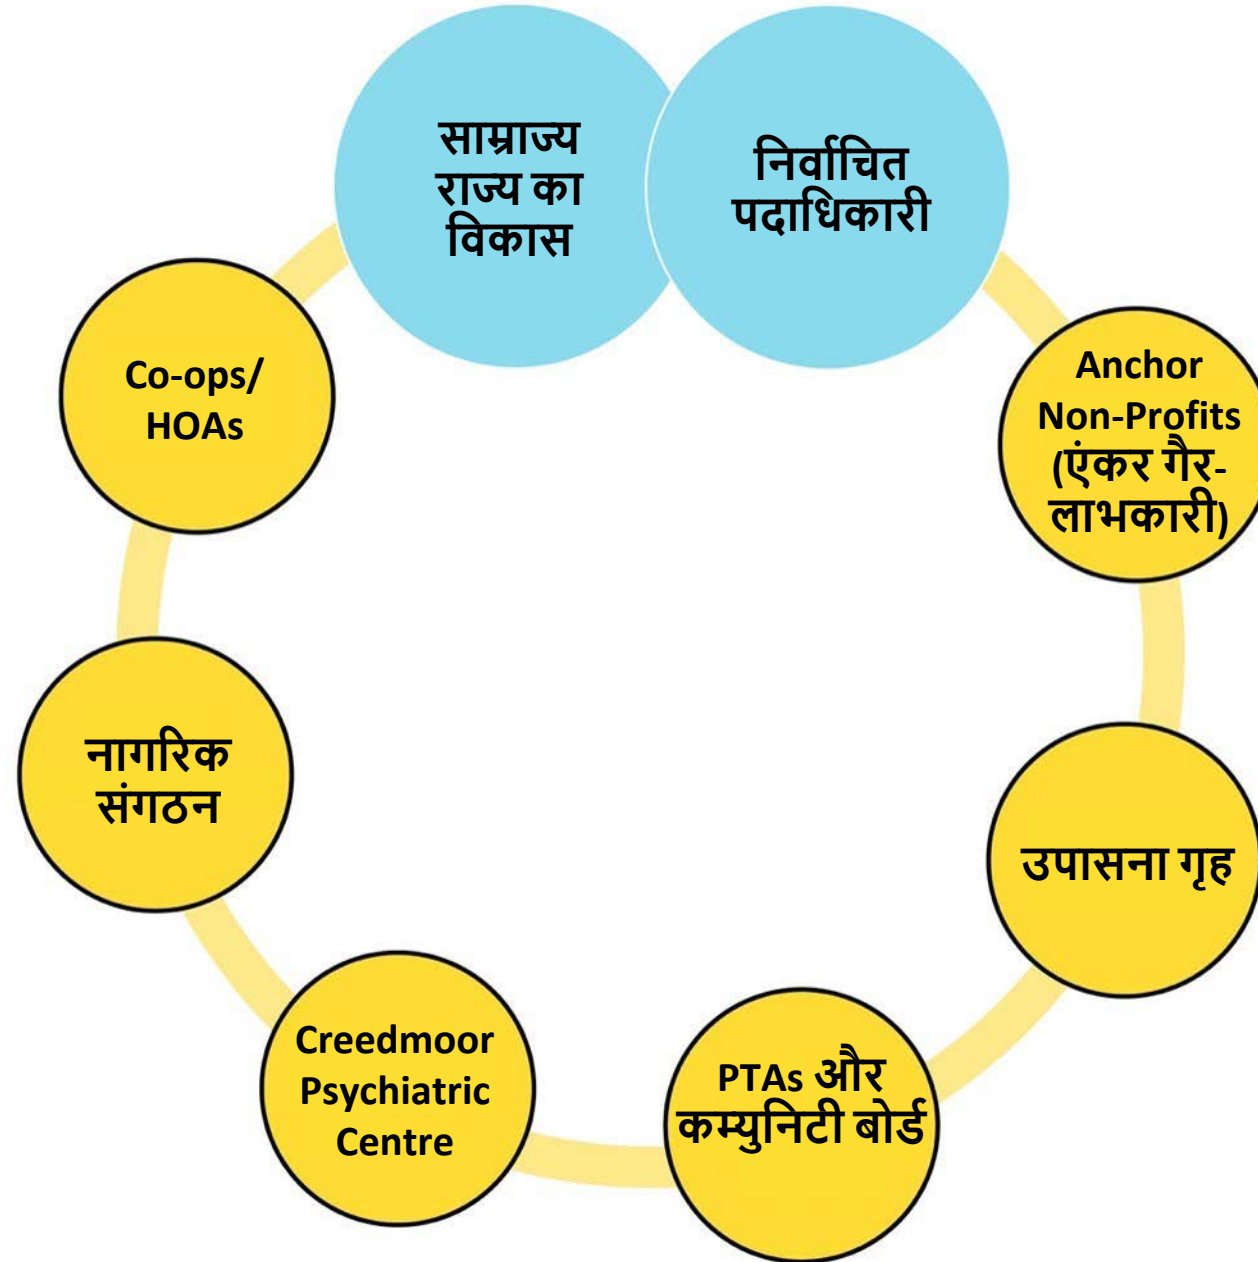 साम्राज्य
राज्य का
विकास
निर्वाचित
पदाधिकारी
Co-ops/
HOAs
Anchor
Non-Profits
(एंकर गैर-
लाभकारी)
नागरिक
संगठन
उपासना गृह
Creedmoor
Psychiatric
Centre
PTAs और
कम्युनिटी बोर्ड